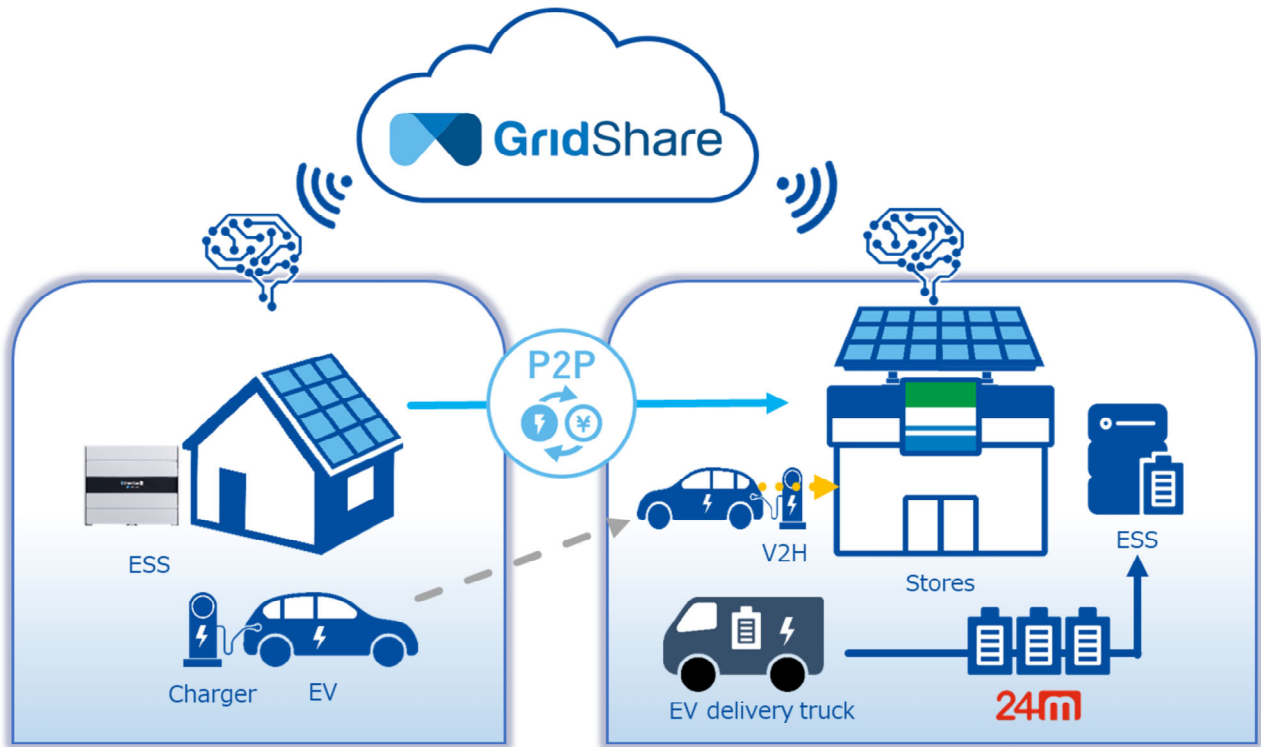 GridShare
P2P
¥
ESS
V2H
Stores
ESS
Charger
EV
EV delivery truck
24m